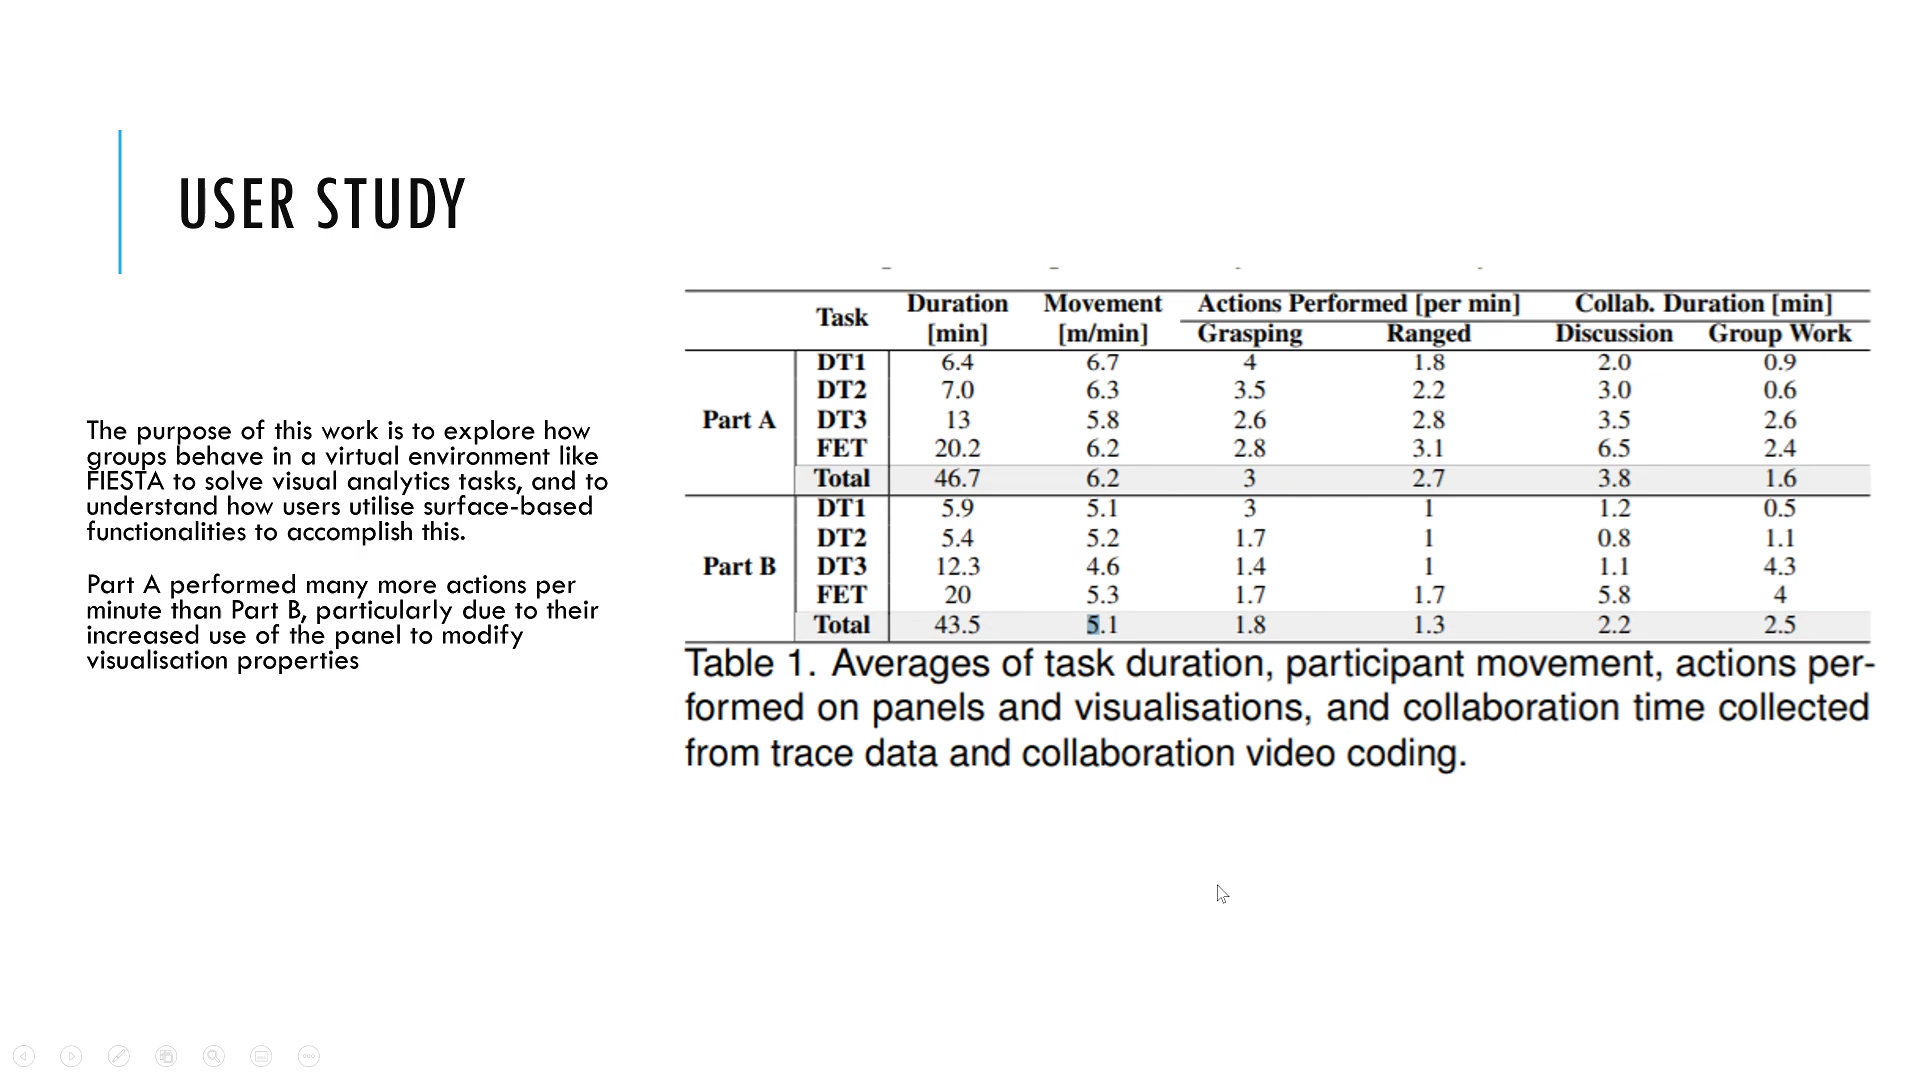 USER STUDY
The purpose of this work is to explore how
groups behave in a virtual environment like
FIESTA to solve visual analytics tasks, and to
understand how users utilise surface-based
functionalities to accomplish this.
Part A performed many more actions per
minute than Part B, particularly due to their
increased use of the panel to modify
visualisation properties
Task Duration [min] Movement [m/min] Actions Performed [per min] Collab. Duration [min]
Grasping Ranged Discussion Group Work
Part A
DT1 6.4 6.7 4 1.8 2.0 0.9
DT2 7.0 6.3 3.5 2.2 3.0 0.6
DT3 13 5.8 2.6 2.8 3.5 2.6
FET 20.2 6.2 2.8 3.1 6.5 2.4
Total 46.7 6.2 3 2.7 3.8 1.6
Part B
DT1 5.9 5.1 3 1 1.2 0.5
DT2 5.4 5.2 1.7 1 0.8 1.1
DT3 12.3 4.6 1.4 1 1.1 4.3
FET 20 5.3 1.7 1.7 5.8 4
Total 43.5 5.1 1.8 1.3 2.2 2.5
Table 1. Averages of task duration, participant movement, actions per-
formed on panels and visualisations, and collaboration time collected
from trace data and collaboration video coding.